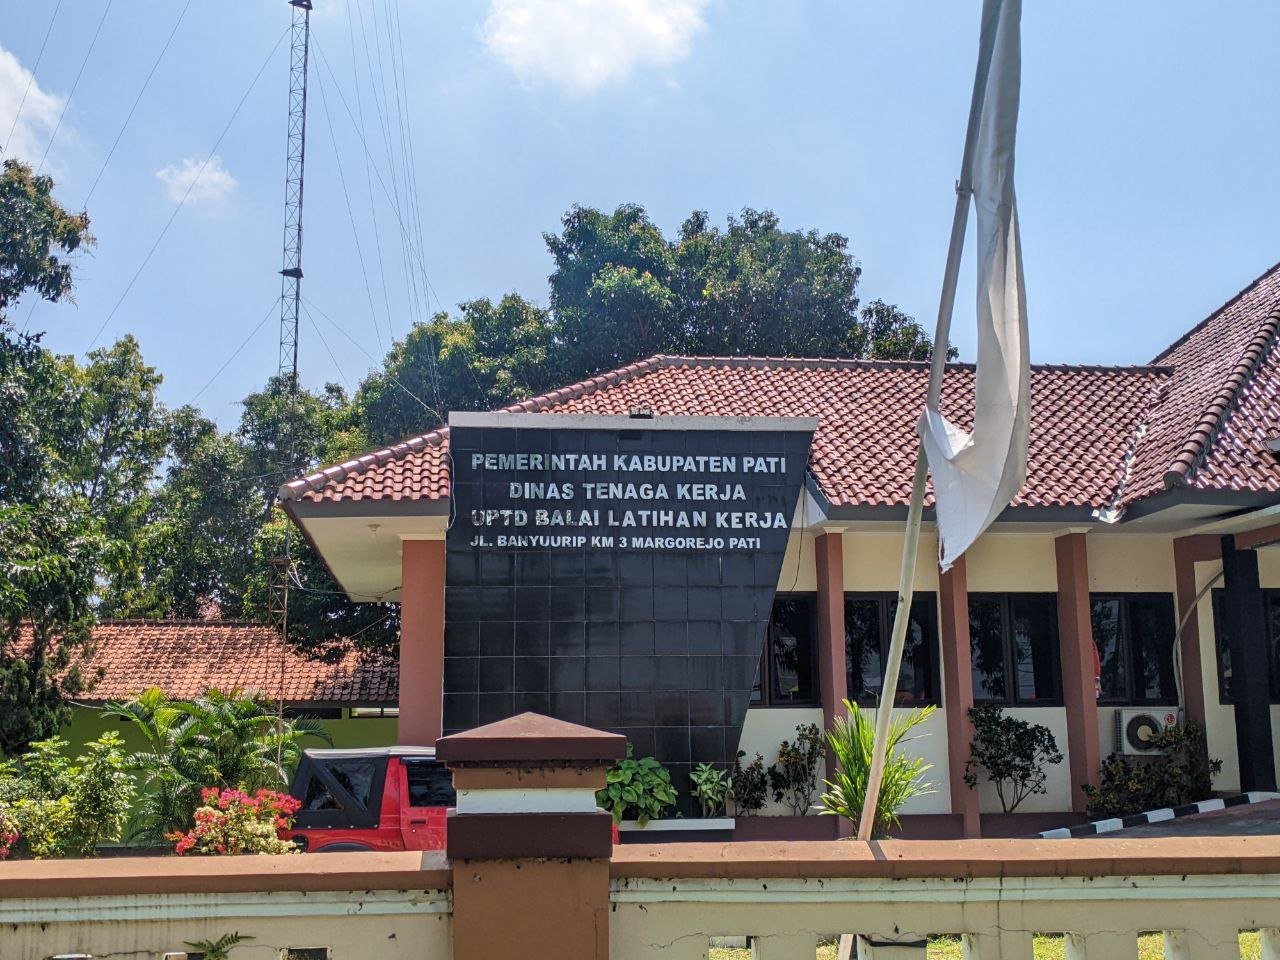 PEMERINTAH KABUPATEN PATI
DINAS TENAGA KERJA
UPTD BALAI LATIHAN KERJA
JL. BANYUURIP KM 3 MARGOREJO PATI